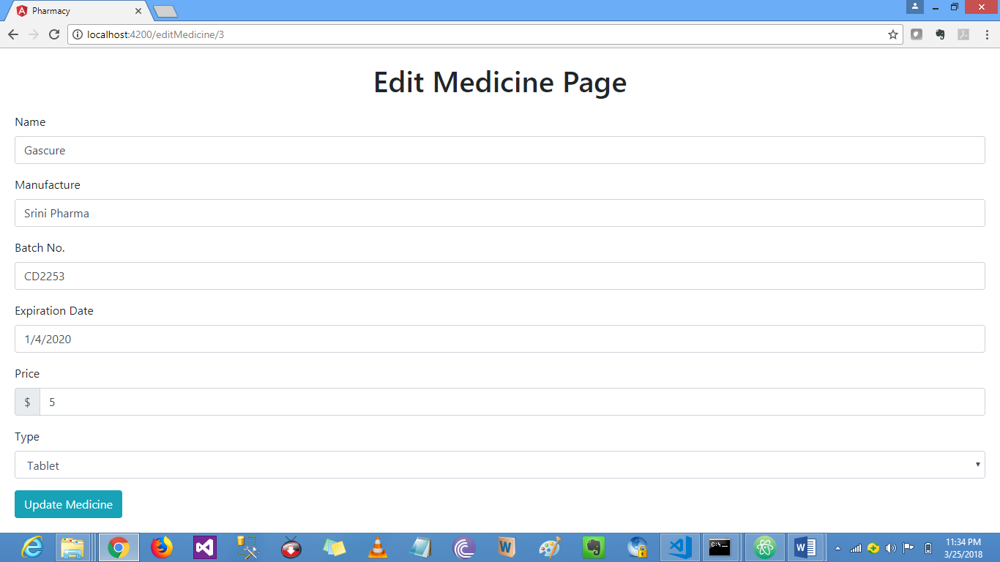 Pharmacy
localhost:4200/editMedicine/3
Edit Medicine Page
Name
Gascure
Manufacture
Srini Pharma
Batch No.
CD2253
Expiration Date
1/4/2020
Price
$ 5
Type
Tablet
Update Medicine
11:34 PM
3/25/2018